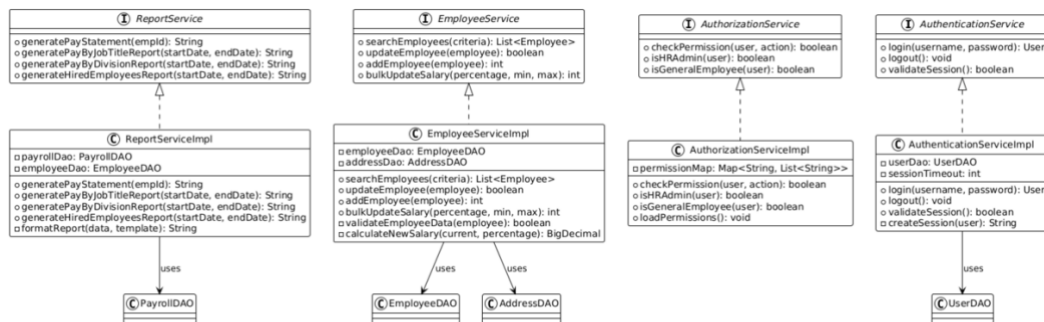 ReportService
generatePayStatement(empId): String
generatePayByJobTitleReport(startDate, endDate): String
generatePayByDivisionReport(startDate, endDate): String
generateHiredEmployeesReport(startDate, endDate): String
EmployeeService
searchEmployees(criteria): List<Employee>
updateEmployee(employee): boolean
addEmployee(employee): int
bulkUpdateSalary(percentage, min, max): int
AuthorizationService
checkPermission(user, action): boolean
isHRAdmin(user): boolean
isGeneralEmployee(user): boolean
AuthenticationService
login(username, password): User
logout(): void
validateSession(): boolean
ReportServiceImpl
payrollDao: PayrollDAO
employeeDao: EmployeeDAO
generatePayStatement(empId): String
generatePayByJobTitleReport(startDate, endDate): String
generatePayByDivisionReport(startDate, endDate): String
generateHiredEmployeesReport(startDate, endDate): String
formatReport(data, template): String
EmployeeServiceImpl
employeeDao: EmployeeDAO
addressDao: AddressDAO
searchEmployees(criteria): List<Employee>
updateEmployee(employee): boolean
addEmployee(employee): int
bulkUpdateSalary(percentage, min, max): int
validateEmployeeData(employee): boolean
calculateNewSalary(current, percentage): BigDecimal
AuthorizationServiceImpl
permissionMap: Map<String, List<String>>
checkPermission(user, action): boolean
isHRAdmin(user): boolean
isGeneralEmployee(user): boolean
loadPermissions(): void
AuthenticationServiceImpl
userDao: UserDAO
sessionTimeout: int
login(username, password): User
logout(): void
validateSession(): boolean
createSession(user): String
uses
uses
uses
uses
PayrollDAO
EmployeeDAO
AddressDAO
UserDAO